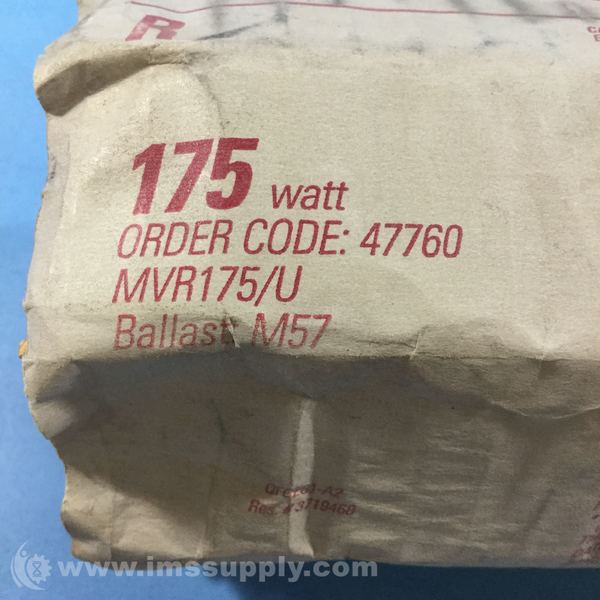 R
175 watt
ORDER CODE: 47760
MVR175/U
Ballast: M57
www.imssupply.com